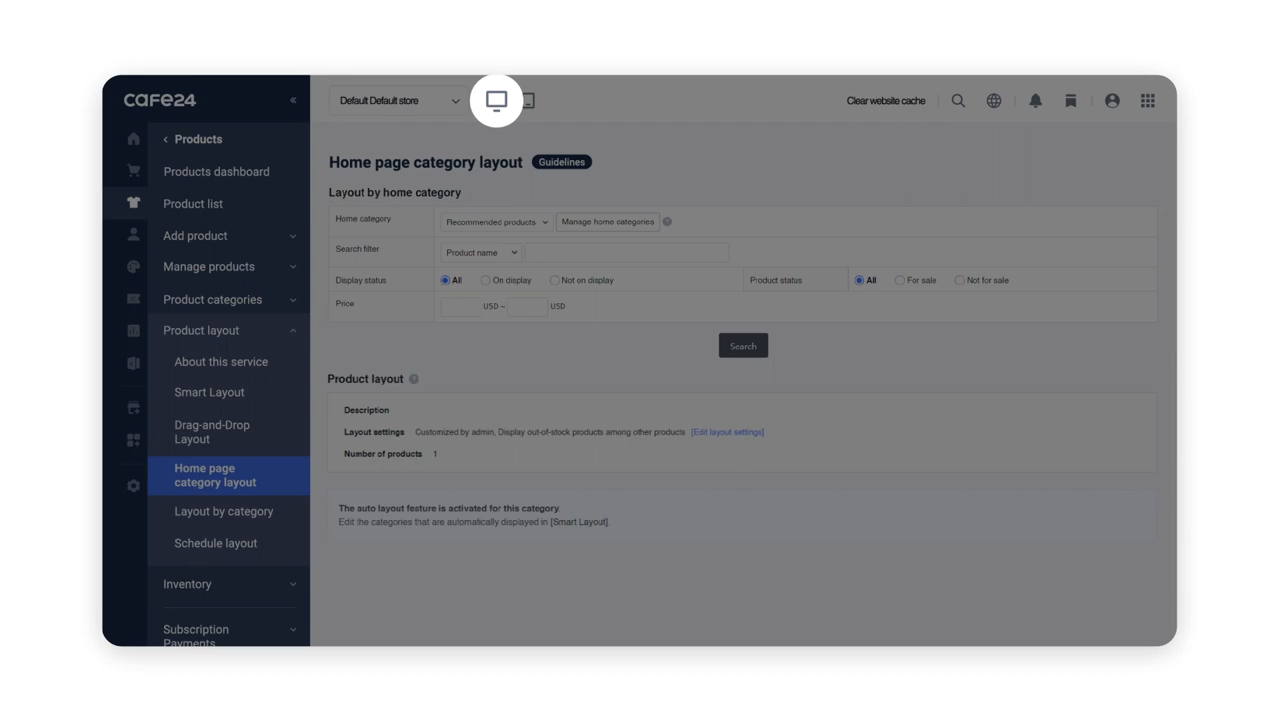 cafe24
Default Default store
Clear website cache
Products
Products dashboard
Product list
Add product
Manage products
Product categories
Product layout
About this service
Smart Layout
Drag-and-Drop
Layout
Home page
category layout
Layout by category
Schedule layout
Inventory
Subscription
Payments
Home page category layout Guidelines
Layout by home category
Home category Recommended products Manage home categories ?
Search filter Product name
Display status All On display Not on display Product status All For sale Not for sale
Price USD ~ USD
Search
Product layout ?
Description
Layout settings Customized by admin, Display out-of-stock products among other products [Edit layout settings]
Number of products 1
The auto layout feature is activated for this category.
Edit the categories that are automatically displayed in [Smart Layout].